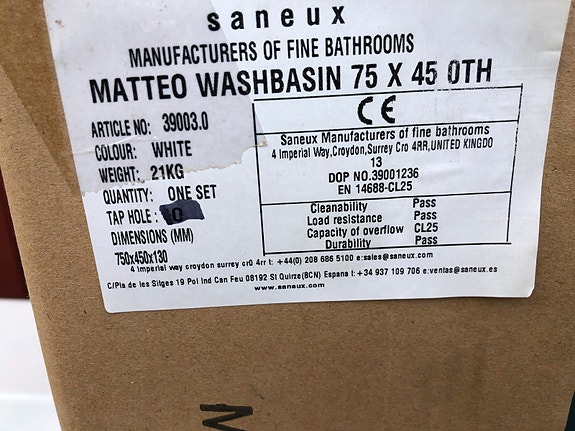 saneux
MANUFACTURERS OF FINE BATHROOMS
MATTEO WASHBASIN 75 X 45 0TH
ARTICLE NO: 39003.0
COLOUR: WHITE
WEIGHT: 21KG
QUANTITY: ONE SET
TAP HOLE : 0
DIMENSIONS (MM)
750x450x130
CE
Saneux Manufacturers of fine bathrooms
4 Imperial Way,Croydon,Surrey Cro 4RR,UNITED KINGDO
13
DOP NO.39001236
EN 14688-CL25
Cleanability Pass
Load resistance Pass
Capacity of overflow CL25
Durability Pass
4 imperial way croydon surrey cr0 4rr t: +44(0) 208 686 5100 e:sales@saneux.com
C/Pla de les Sitges 19 Pol Ind Can Feu 08192 St Quirze(BCN) Espana t:+34 937 109 706 e:ventas@saneux.es
www.saneux.com